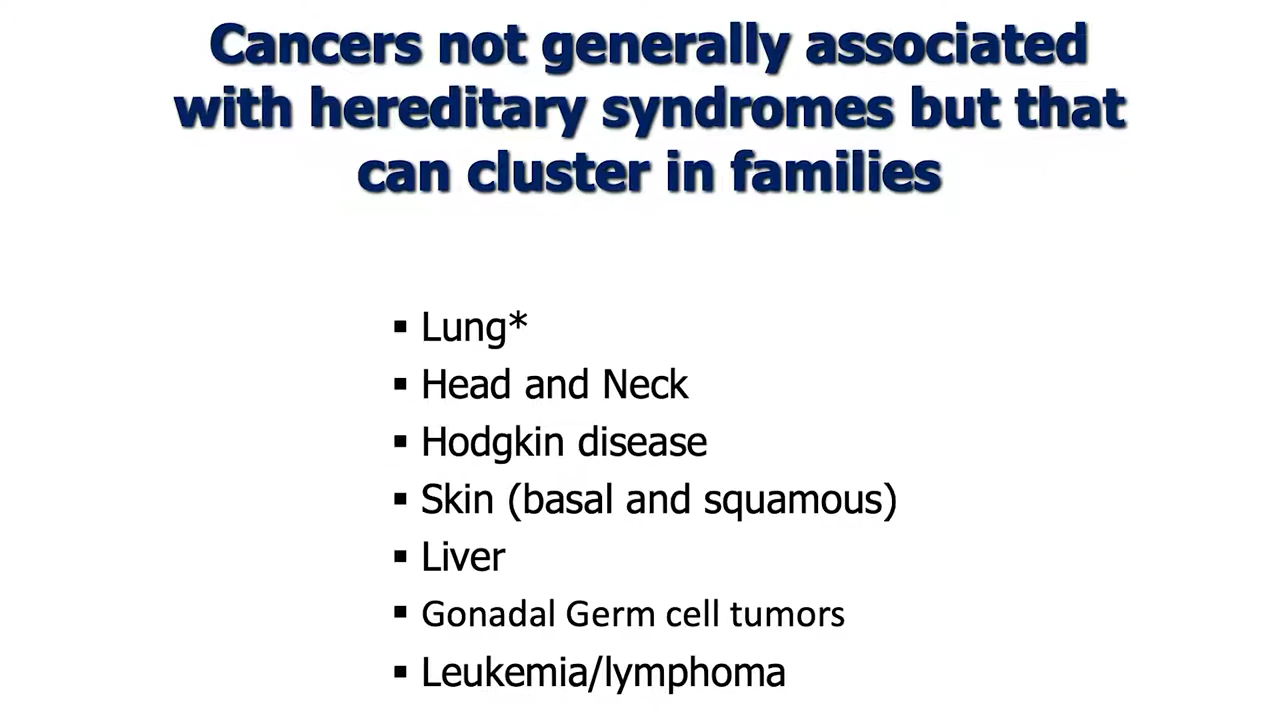 Cancers not generally associated
with hereditary syndromes but that
can cluster in families
▪ Lung*
▪ Head and Neck
▪ Hodgkin disease
▪ Skin (basal and squamous)
▪ Liver
▪ Gonadal Germ cell tumors
▪ Leukemia/lymphoma